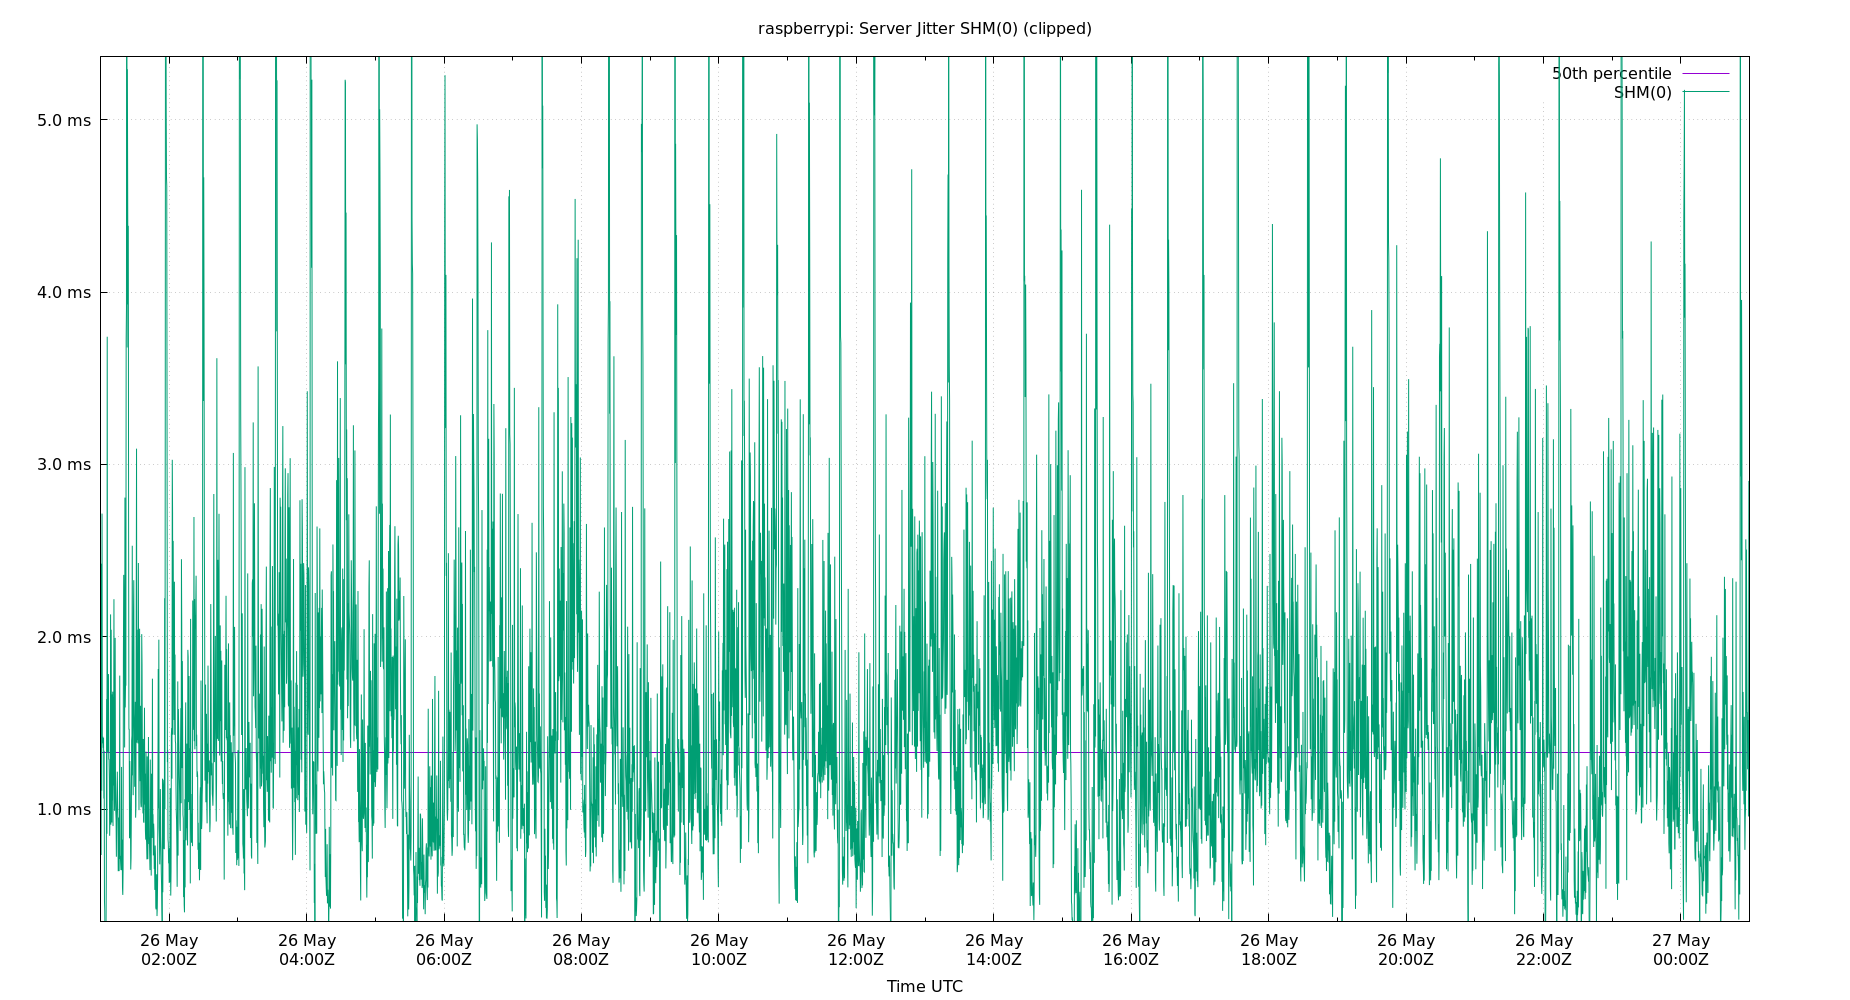 raspberrypi: Server Jitter SHM(0) (clipped)
50th percentile
SHM(0)
5.0 ms
4.0 ms
3.0 ms
2.0 ms
1.0 ms
26 May 26 May 26 May 26 May 26 May 26 May 26 May 26 May 26 May 26 May 26 May 27 May
02:00Z 04:00Z 06:00Z 08:00Z 10:00Z 12:00Z 14:00Z 16:00Z 18:00Z 20:00Z 22:00Z 00:00Z
Time UTC